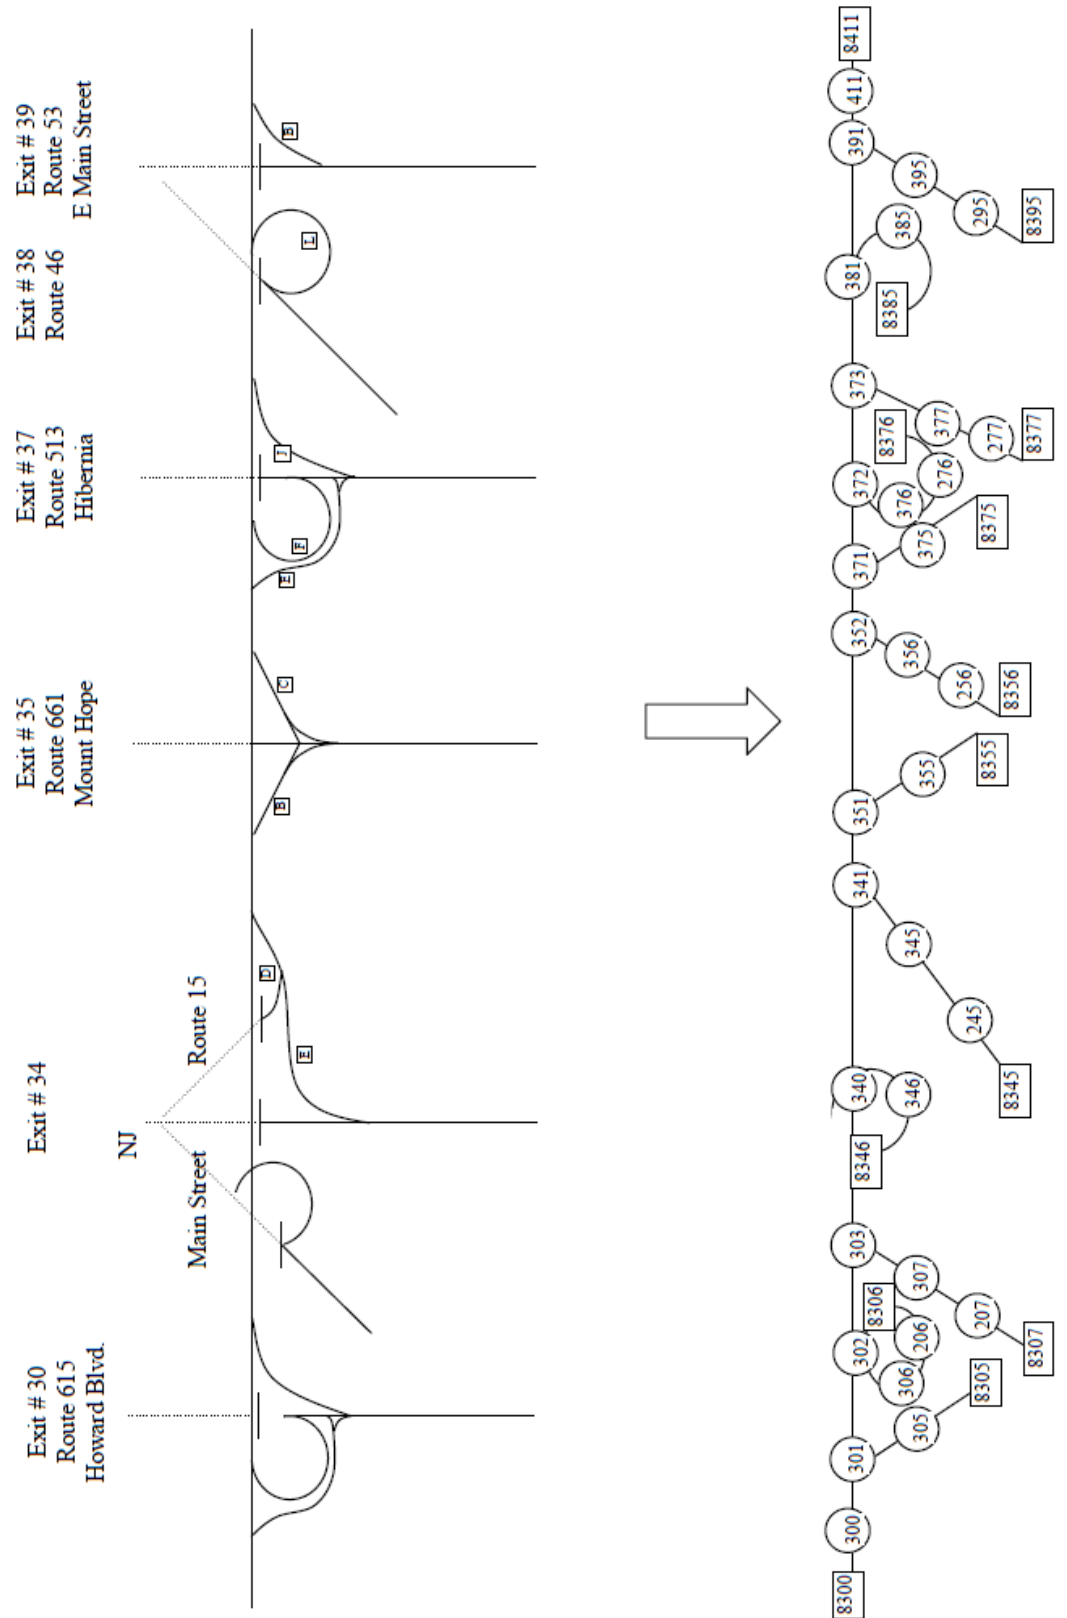 Exit # 30
Route 615
Howard Blvd.
Exit # 34
NJ
Main Street
Route 15
Exit # 35
Route 661
Mount Hope
Exit # 37
Route 513
Hibernia
Exit # 38
Route 46
Exit # 39
Route 53
E Main Street
E
D
B
C
E
F
J
L
B
8300
300
301
305
8305
302
306
206
8306
303
307
207
8307
340
346
8346
341
345
245
8345
351
355
8355
352
356
256
8356
371
375
8375
372
376
276
8376
373
377
277
8377
381
385
8385
391
395
295
8395
411
8411